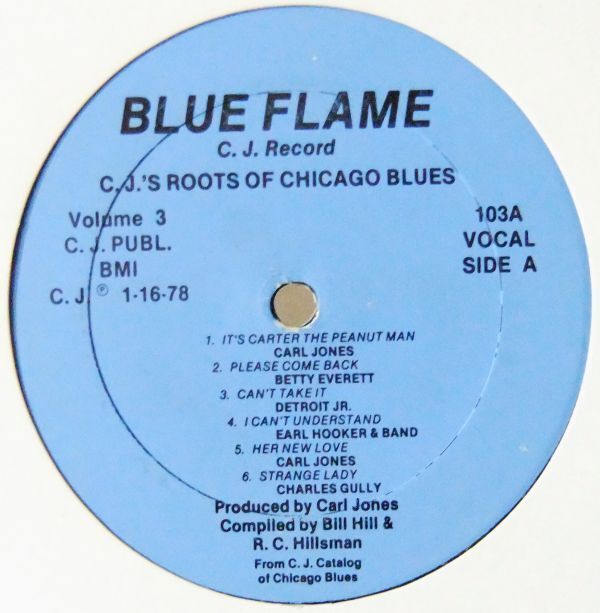 BLUE FLAME
C. J. Record
C. J.'S ROOTS OF CHICAGO BLUES
Volume 3
C. J. PUBL.
BMI
C. J. ℗ 1-16-78
103A
VOCAL
SIDE A
1. IT'S CARTER THE PEANUT MAN
CARL JONES
2. PLEASE COME BACK
BETTY EVERETT
3. CAN'T TAKE IT
DETROIT JR.
4. I CAN'T UNDERSTAND
EARL HOOKER & BAND
5. HER NEW LOVE
CARL JONES
6. STRANGE LADY
CHARLES GULLY
Produced by Carl Jones
Compiled by Bill Hill &
R. C. Hillsman
From C. J. Catalog
of Chicago Blues